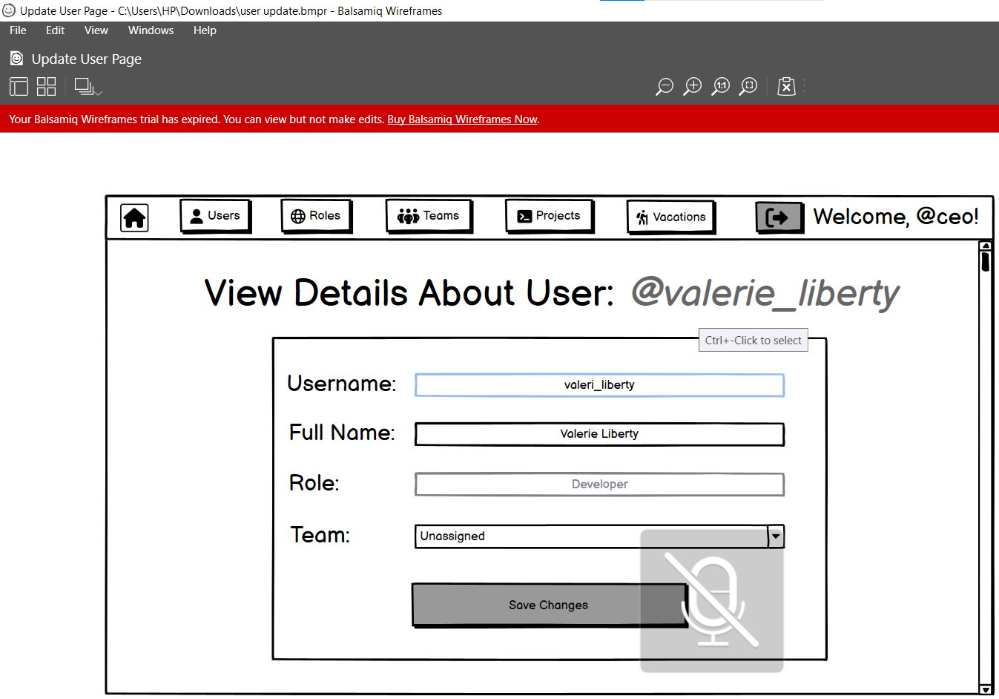 Update User Page - C:\Users\HP\Downloads\user update.bmpr - Balsamiq Wireframes
File Edit View Windows Help
Update User Page
1:1
Your Balsamiq Wireframes trial has expired. You can view but not make edits. Buy Balsamiq Wireframes Now.
Users Roles Teams Projects Vacations Welcome, @ceo!
View Details About User: @valerie_liberty
Ctrl+-Click to select
Username: valeri_liberty
Full Name: Valerie Liberty
Role: Developer
Team: Unassigned
Save Changes